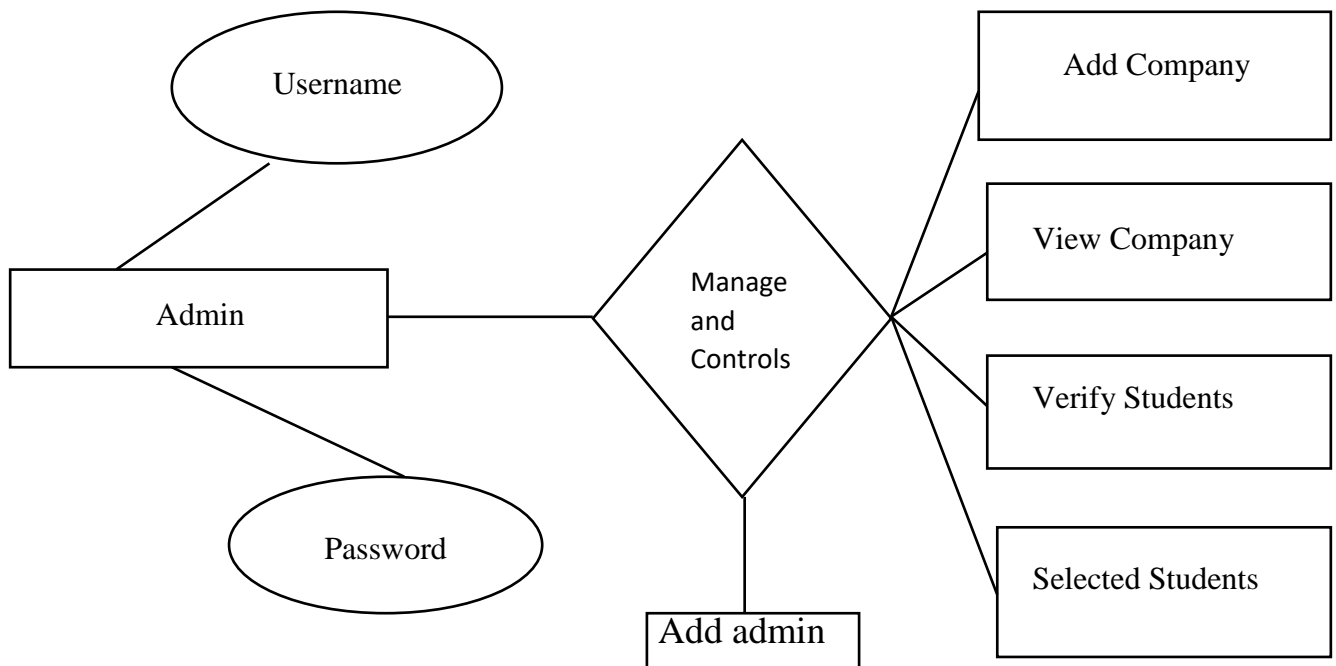 Username
Add Company
View Company
Admin
Manage
and
Controls
Verify Students
Password
Selected Students
Add admin